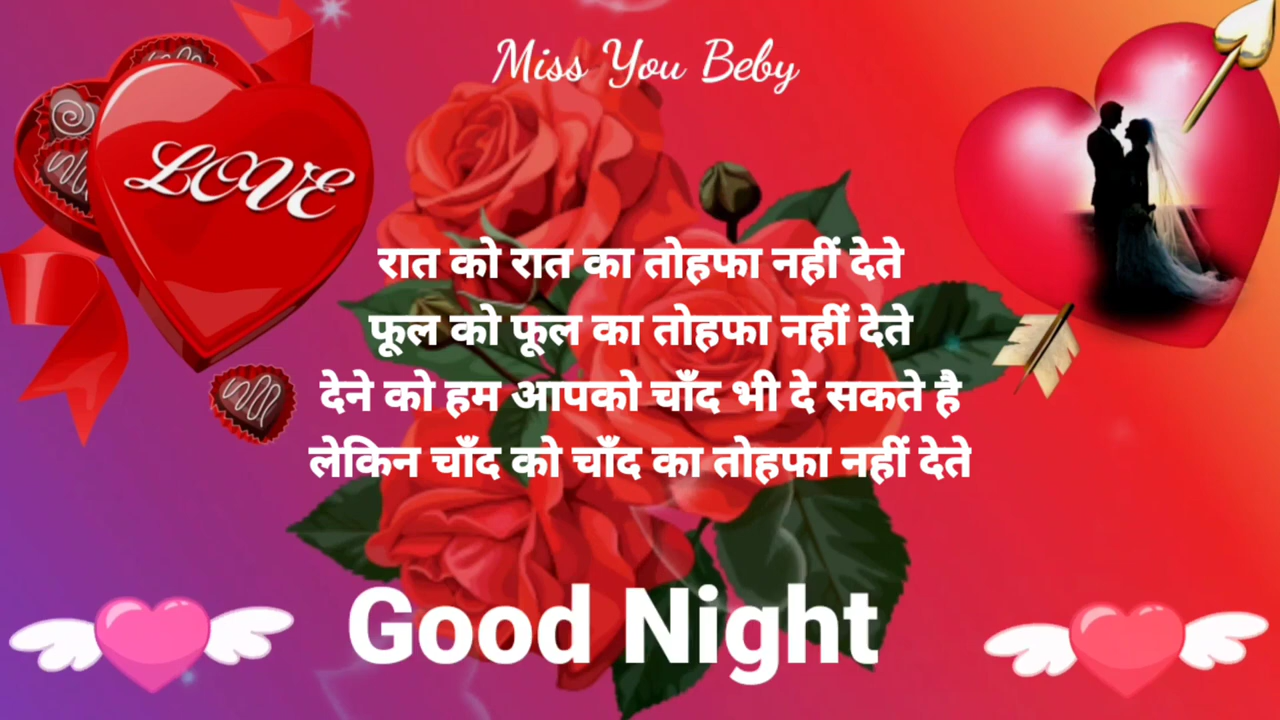 Miss You Beby
LOVE
रात को रात का तोहफा नहीं देते
फूल को फूल का तोहफा नहीं देते
देने को हम आपको चाँद भी दे सकते है
लेकिन चाँद को चाँद का तोहफा नहीं देते
Good Night